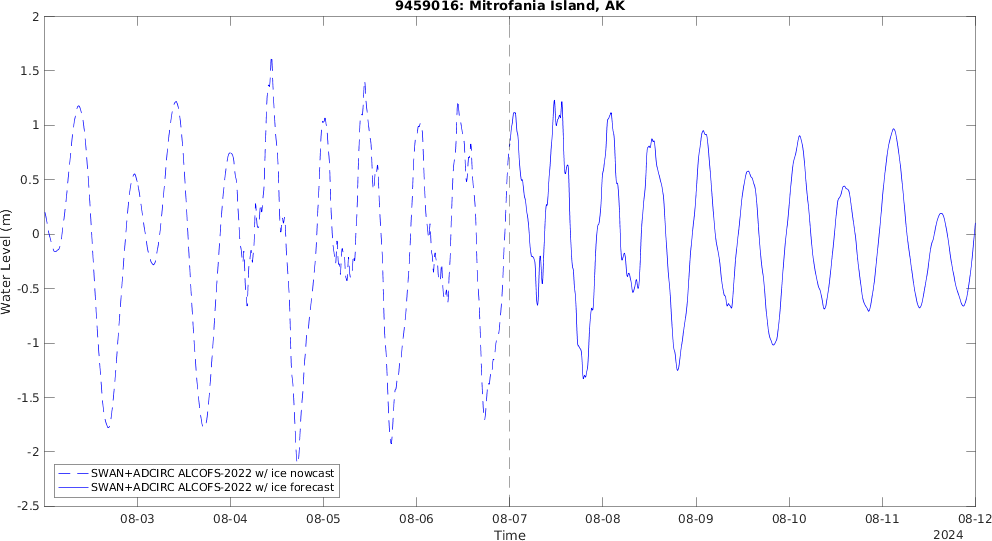 9459016: Mitrofania Island, AK
Water Level (m)
2
1.5
1
0.5
0
-0.5
-1
-1.5
-2
-2.5
SWAN+ADCIRC ALCOFS-2022 w/ ice nowcast
SWAN+ADCIRC ALCOFS-2022 w/ ice forecast
08-03 08-04 08-05 08-06 08-07 08-08 08-09 08-10 08-11 08-12
Time
2024